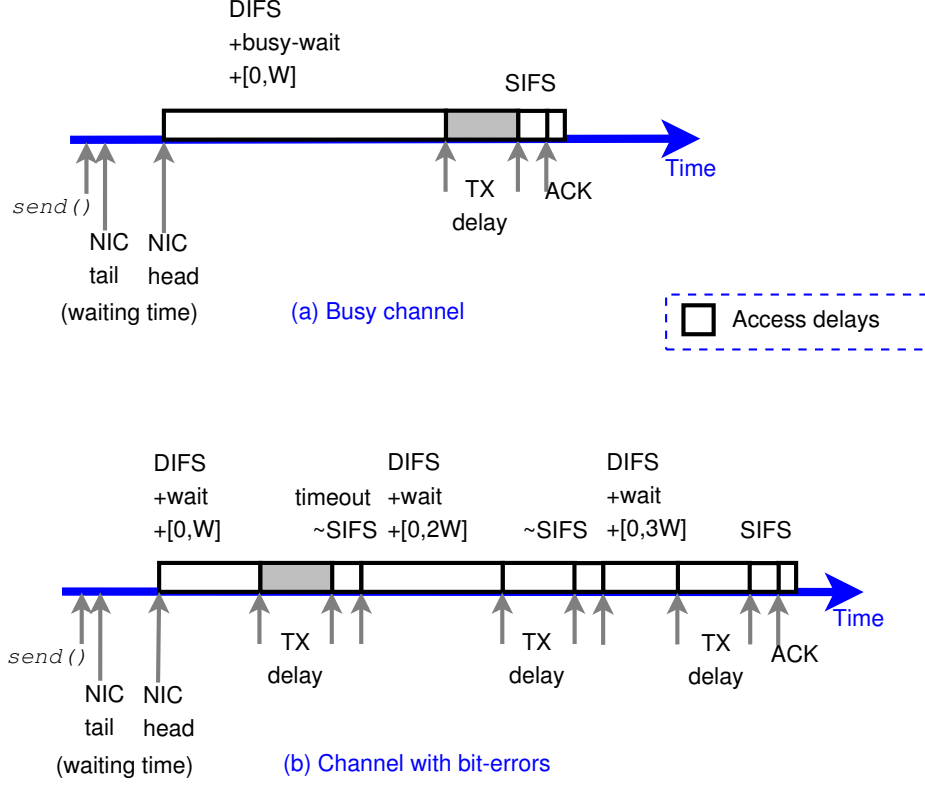 DIFS
+busy-wait
+[0,W]
SIFS
Time
send()
TX
delay
ACK
NIC
tail
NIC
head
(waiting time)
(a) Busy channel
Access delays
DIFS
+wait
+[0,W]
timeout
~SIFS
DIFS
+wait
+[0,2W]
~SIFS
DIFS
+wait
+[0,3W]
SIFS
Time
send()
TX
delay
TX
delay
TX
delay
ACK
NIC
tail
NIC
head
(waiting time)
(b) Channel with bit-errors